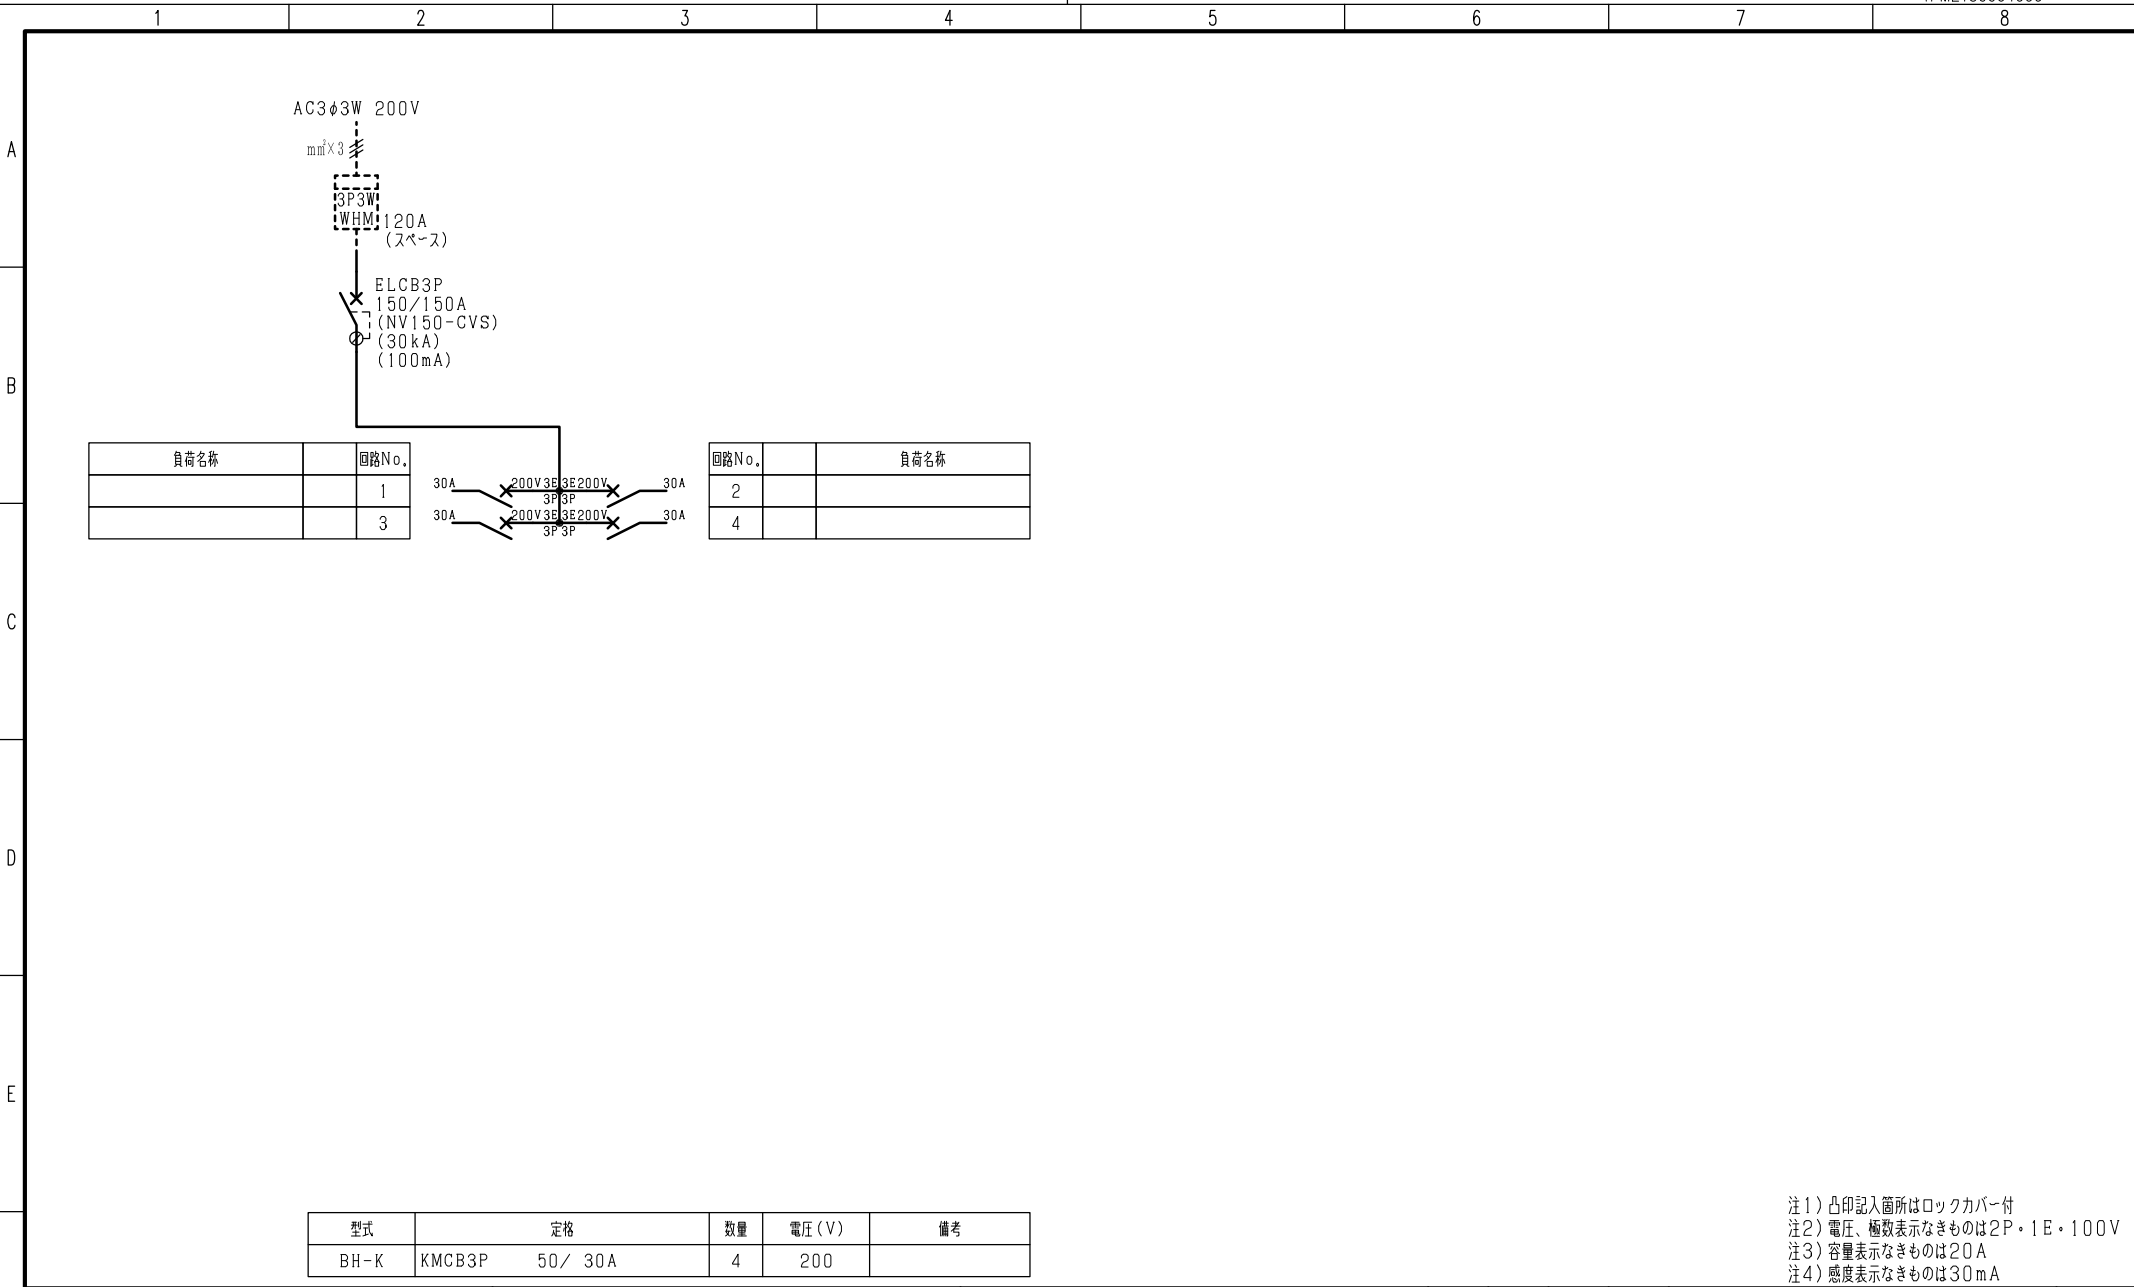 1 2 3 4 5 6 7 8
AC3φ3W 200V
A
mm²×3
3P3W
WHM
120A
(スペース)
ELCB3P
150/150A
(NV150-CVS)
(30kA)
(100mA)
B
負荷名称 回路No.
1
3
30A 200V 3E 3E 200V 30A
3P 3P
30A 200V 3E 3E 200V 30A
3P 3P
回路No. 負荷名称
2
4
C
D
E
型式 定格 数量 電圧(V) 備考
BH-K KMCB3P 50/ 30A 4 200
注1)凸印記入箇所はロックカバー付
注2)電圧、極数表示なきものは2P・1E・100V
注3)容量表示なきものは20A
注4)感度表示なきものは30mA